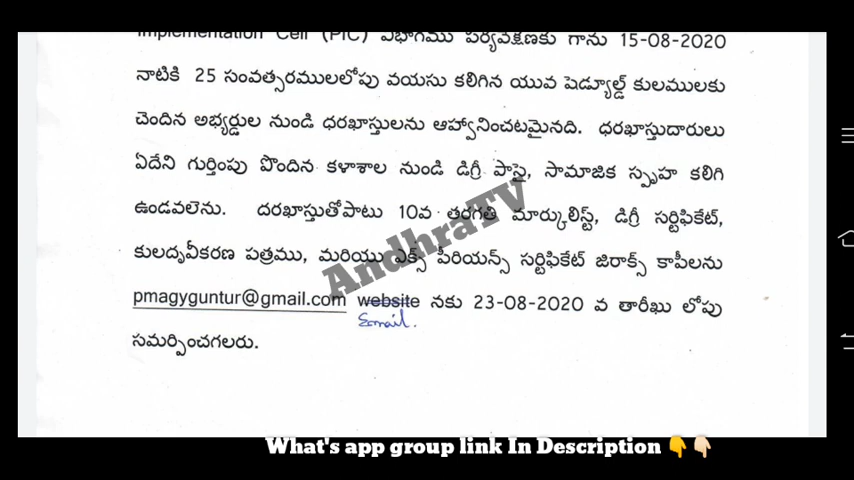 Implementation Cell (PIC) విభాగము పర్యవేక్షణకు గాను 15-08-2020
నాటికి 25 సంవత్సరములలోపు వయసు కలిగిన యువ షెడ్యూల్డ్ కులములకు
చెందిన అభ్యర్థుల నుండి ధరఖాస్తులను ఆహ్వానించటమైనది. ధరఖాస్తుదారులు
ఏదేని గుర్తింపు పొందిన కళాశాల నుండి డిగ్రీ పాసై, సామాజిక స్పృహ కలిగి
ఉండవలెను. దరఖాస్తుతోపాటు 10వ తరగతి మార్కులిస్ట్, డిగ్రీ సర్టిఫికేట్,
కులదృవీకరణ పత్రము, మరియు ఎక్స్ పీరియన్స్ సర్టిఫికేట్ జిరాక్స్ కాపీలను
pmagyguntur@gmail.com website నకు 23-08-2020 వ తారీఖు లోపు
Email.
సమర్పించగలరు.
AndhraTV
What's app group link In Description 👇👇🏻